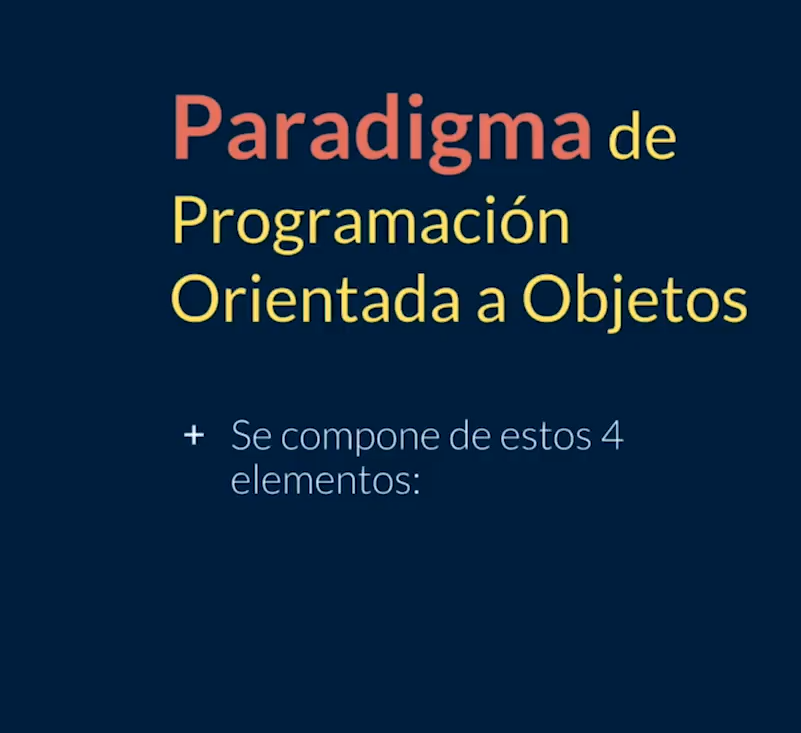 Paradigma de
Programación
Orientada a Objetos
+ Se compone de estos 4
elementos: